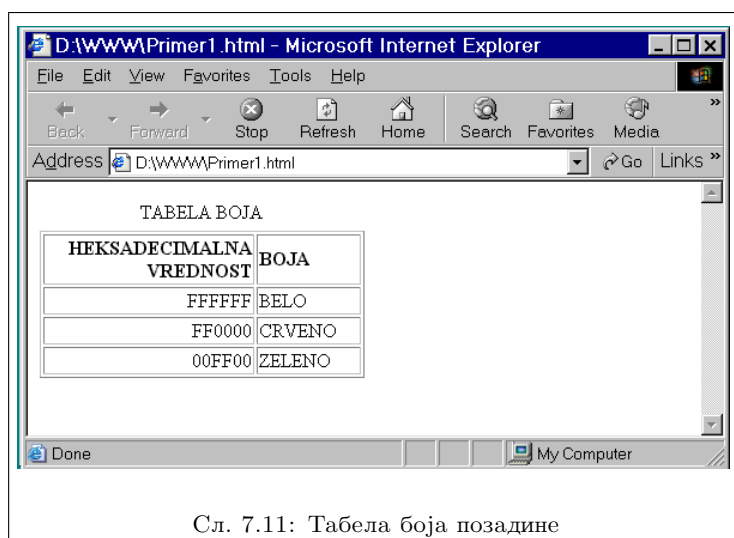 D:\WWW\Primer1.html - Microsoft Internet Explorer
File Edit View Favorites Tools Help
Back Forward Stop Refresh Home Search Favorites Media »
Address D:\WWW\Primer1.html Go Links »
TABELA BOJA
HEKSADECIMALNA
VREDNOST BOJA
FFFFFF BELO
FF0000 CRVENO
00FF00 ZELENO
Done My Computer
Сл. 7.11: Табела боја позадине